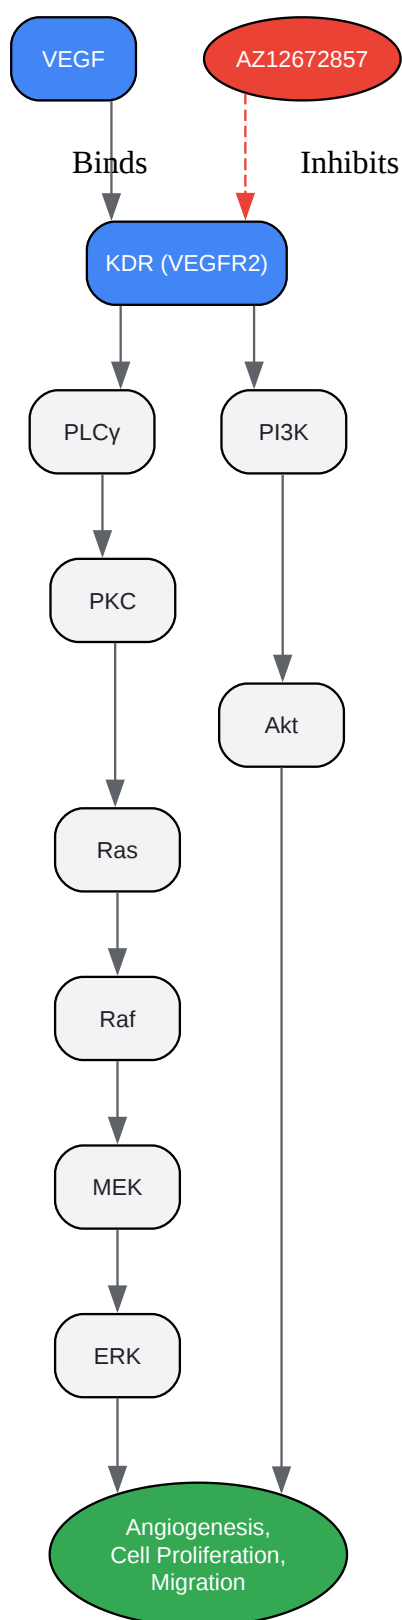 VEGF
AZ12672857
Binds
Inhibits
KDR (VEGFR2)
PLCγ
PI3K
PKC
Akt
Ras
Raf
MEK
ERK
Angiogenesis,
Cell Proliferation,
Migration